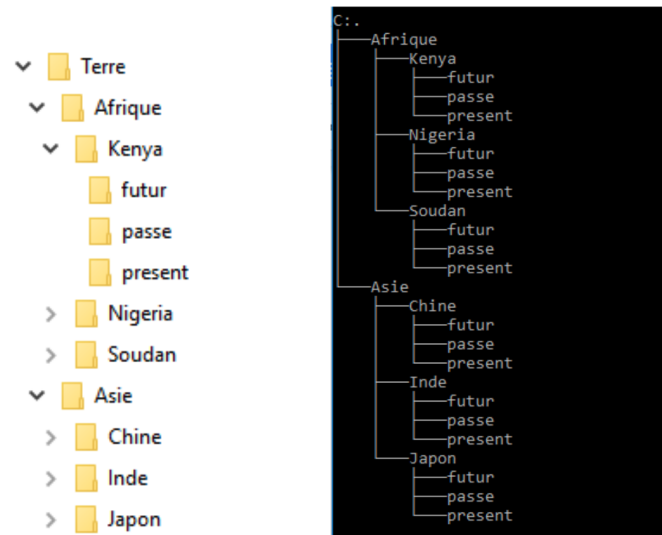 Terre
Afrique
Kenya
futur
passe
present
Nigeria
Soudan
Asie
Chine
Inde
Japon
C:.
Afrique
Kenya
futur
passe
present
Nigeria
futur
passe
present
Soudan
futur
passe
present
Asie
Chine
futur
passe
present
Inde
futur
passe
present
Japon
futur
passe
present